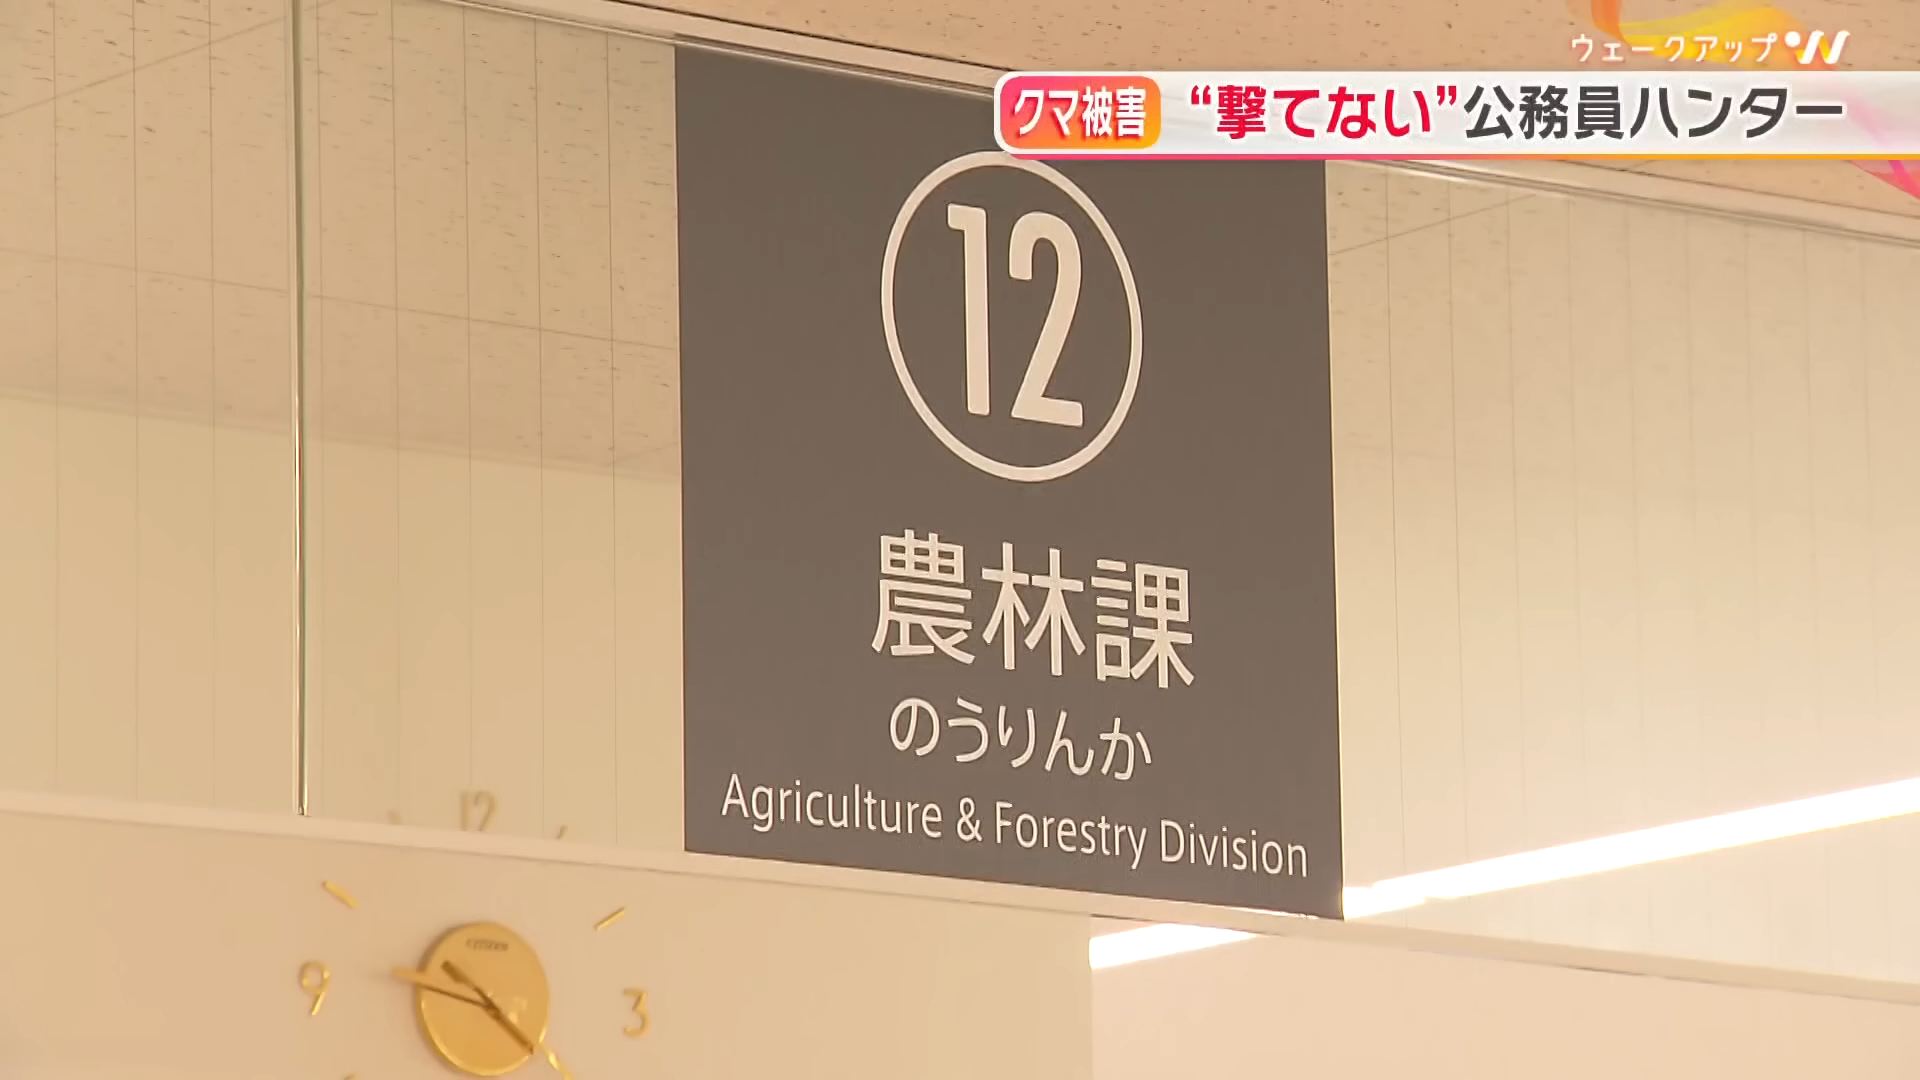 ウェークアップ
クマ被害 “撃てない”公務員ハンター
12
農林課
のうりんか
Agriculture & Forestry Division
12
CITIZEN
9
3